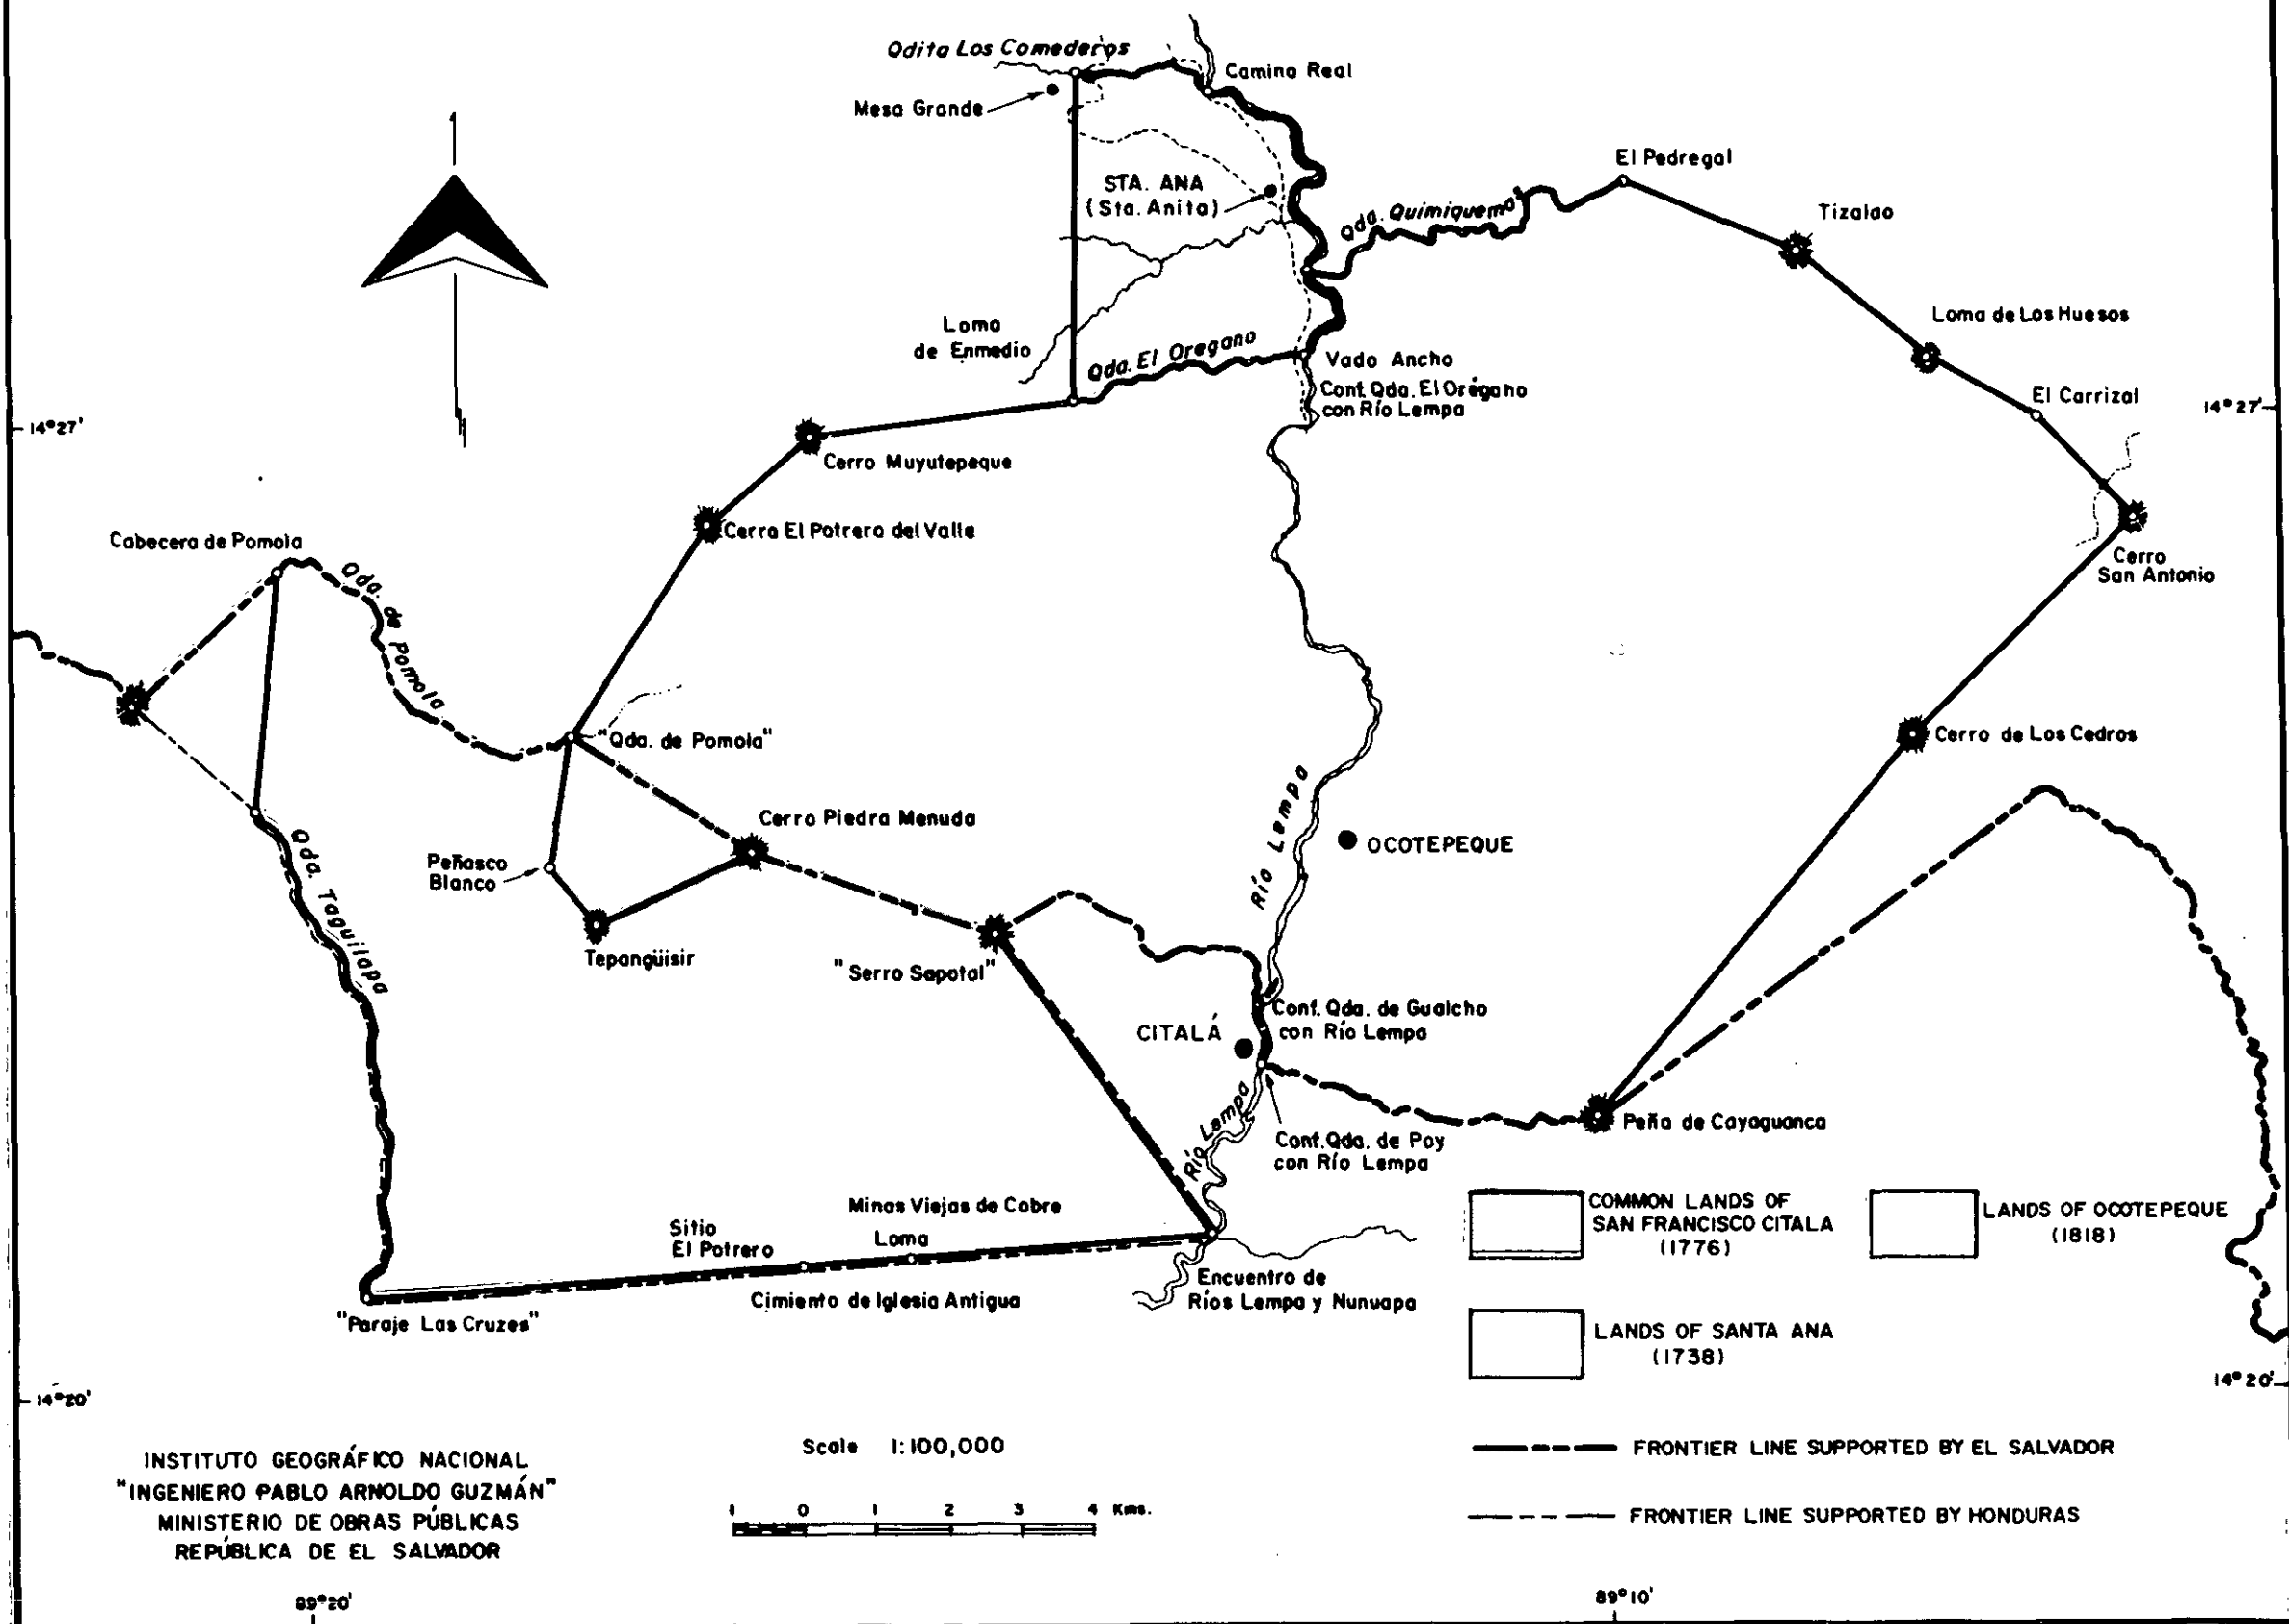 Qdita Los Comederos
Camino Real
Mesa Grande
El Pedregal
STA. ANA
(Sta. Anita)
Qda. Quimiquema
Tizalao
Loma de Los Huesos
Loma
de Enmedio
Qda. El Oregano
Vado Ancho
Conf. Qda. El Orégano
con Río Lempa
El Carrizal
14°27'
14°27'
Cerro Muyutepeque
Cerro El Potrero del Valle
Cabecera de Pomola
Cerro
San Antonio
Qda. de Pomola
"Qda. de Pomola"
Cerro de Los Cedros
Río Lempa
Cerro Piedra Menuda
OCOTEPEQUE
Peñasco
Blanco
Qda. Taguilapa
Tepangüisir
"Serro Sapotal"
Conf. Qda. de Gualcho
con Río Lempa
CITALÁ
Río Lempa
Peña de Cayaguanca
Conf. Qda. de Poy
con Río Lempa
Minas Viejas de Cobre
Sitio
El Potrero
Loma
COMMON LANDS OF
SAN FRANCISCO CITALA
(1776)
LANDS OF OCOTEPEQUE
(1818)
Encuentro de
Ríos Lempa y Nunuapa
Cimiento de Iglesia Antigua
"Paraje Las Cruzes"
LANDS OF SANTA ANA
(1738)
14°20'
14°20'
INSTITUTO GEOGRÁFICO NACIONAL
"INGENIERO PABLO ARNOLDO GUZMÁN"
MINISTERIO DE OBRAS PÚBLICAS
REPÚBLICA DE EL SALVADOR
Scale 1:100,000
1 0 1 2 3 4 Kms.
FRONTIER LINE SUPPORTED BY EL SALVADOR
FRONTIER LINE SUPPORTED BY HONDURAS
89°20'
89°10'